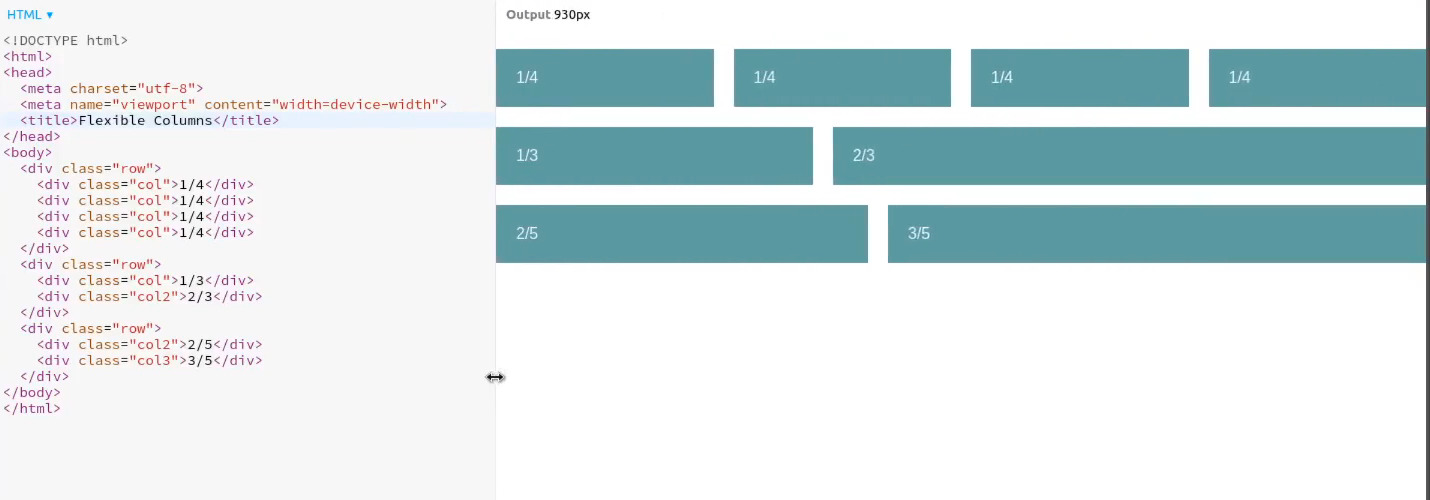 HTML ▾
<!DOCTYPE html>
<html>
<head>
  <meta charset="utf-8">
  <meta name="viewport" content="width=device-width">
  <title>Flexible Columns</title>
</head>
<body>
  <div class="row">
    <div class="col">1/4</div>
    <div class="col">1/4</div>
    <div class="col">1/4</div>
    <div class="col">1/4</div>
  </div>
  <div class="row">
    <div class="col">1/3</div>
    <div class="col2">2/3</div>
  </div>
  <div class="row">
    <div class="col2">2/5</div>
    <div class="col3">3/5</div>
  </div>
</body>
</html>
Output 930px
1/4 1/4 1/4 1/4
1/3 2/3
2/5 3/5